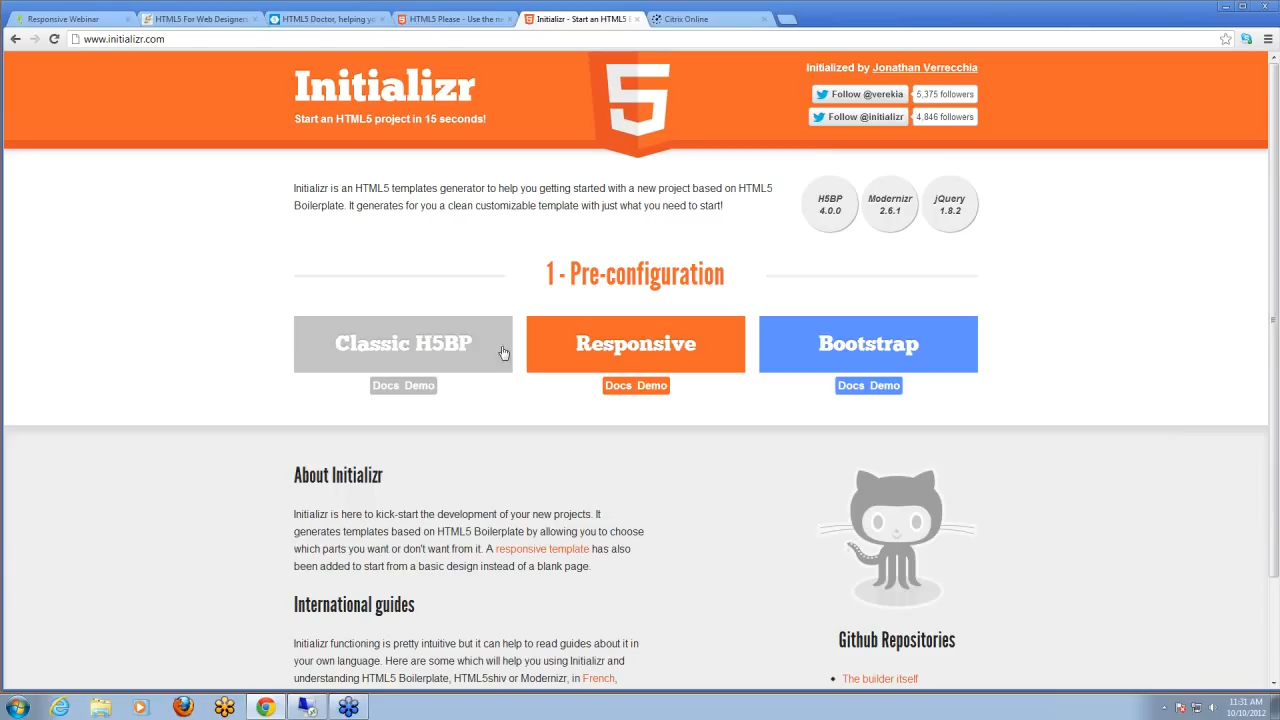 Responsive Webinar
HTML5 For Web Designers
HTML5 Doctor, helping yo
HTML5 Please - Use the n
Initializr - Start an HTML5
Citrix Online
www.initializr.com
Initializr
Start an HTML5 project in 15 seconds!
5
Initialized by Jonathan Verrecchia
Follow @verekia 5,375 followers
Follow @initializr 4,846 followers
Initializr is an HTML5 templates generator to help you getting started with a new project based on HTML5
Boilerplate. It generates for you a clean customizable template with just what you need to start!
H5BP
4.0.0
Modernizr
2.6.1
jQuery
1.8.2
1 - Pre-configuration
Classic H5BP
Docs Demo
Responsive
Docs Demo
Bootstrap
Docs Demo
About Initializr
Initializr is here to kick-start the development of your new projects. It
generates templates based on HTML5 Boilerplate by allowing you to choose
which parts you want or don't want from it. A responsive template has also
been added to start from a basic design instead of a blank page.
International guides
Initializr functioning is pretty intuitive but it can help to read guides about it in
your own language. Here are some which will help you using Initializr and
understanding HTML5 Boilerplate, HTML5shiv or Modernizr, in French,
Github Repositories
The builder itself
11:31 AM
10/10/2012